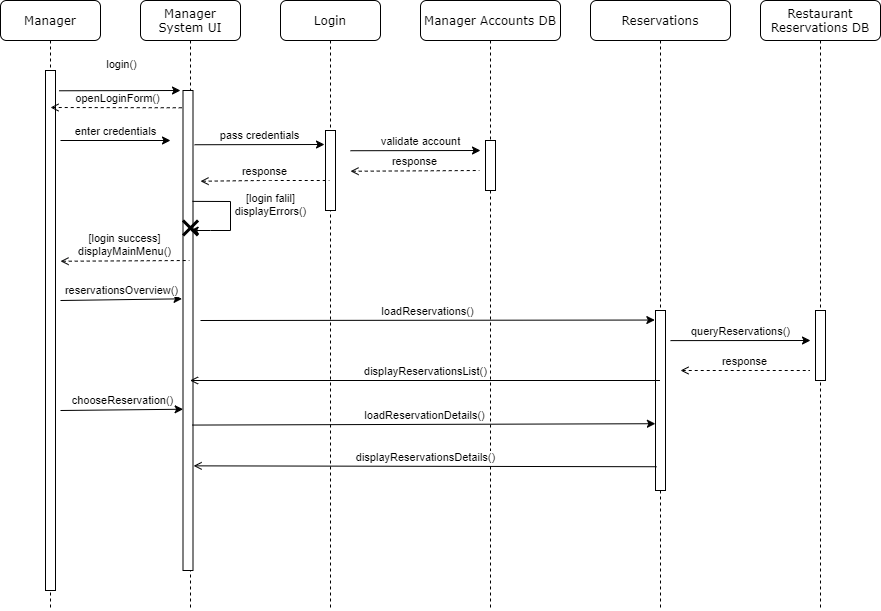 Manager
Manager
System UI
Login
Manager Accounts DB
Reservations
Restaurant
Reservations DB
login()
openLoginForm()
enter credentials
pass credentials
validate account
response
response
[login falil]
displayErrors()
[login success]
displayMainMenu()
reservationsOverview()
loadReservations()
queryReservations()
response
displayReservationsList()
chooseReservation()
loadReservationDetails()
displayReservationsDetails()